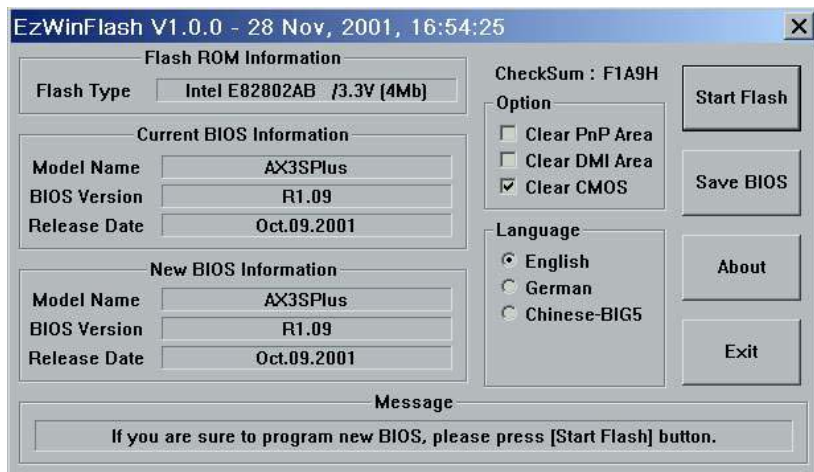 EzWinFlash V1.0.0 - 28 Nov, 2001, 16:54:25
Flash ROM Information
Flash Type Intel E82802AB /3.3V (4Mb)
Current BIOS Information
Model Name AX3SPlus
BIOS Version R1.09
Release Date Oct.09.2001
New BIOS Information
Model Name AX3SPlus
BIOS Version R1.09
Release Date Oct.09.2001
CheckSum : F1A9H
Option
Clear PnP Area
Clear DMI Area
Clear CMOS
Language
English
German
Chinese-BIG5
Start Flash
Save BIOS
About
Exit
Message
If you are sure to program new BIOS, please press [Start Flash] button.